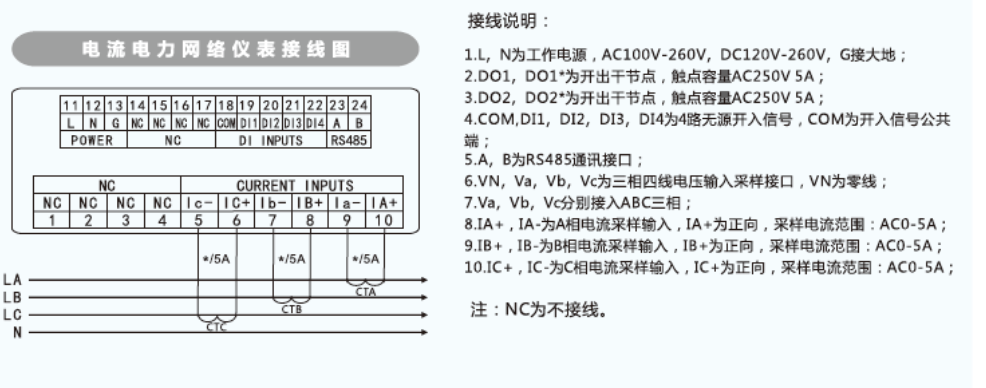 电流电力网络仪表接线图
11 12 13 14 15 16 17 18 19 20 21 22 23 24
L N G NC NC NC NC COM DI1 DI2 DI3 DI4 A B
POWER NC DI INPUTS RS485
NC CURRENT INPUTS
NC NC NC NC Ic- IC+ Ib- IB+ Ia- IA+
1 2 3 4 5 6 7 8 9 10
*/5A */5A */5A
LA
CTA
LB
CTB
LC
CTC
N
接线说明：
1.L，N为工作电源，AC100V-260V，DC120V-260V，G接大地；
2.DO1，DO1*为开出干节点，触点容量AC250V 5A；
3.DO2，DO2*为开出干节点，触点容量AC250V 5A；
4.COM,DI1，DI2，DI3，DI4为4路无源开入信号，COM为开入信号公共
端；
5.A，B为RS485通讯接口；
6.VN，Va，Vb，Vc为三相四线电压输入采样接口，VN为零线；
7.Va，Vb，Vc分别接入ABC三相；
8.IA+，IA-为A相电流采样输入，IA+为正向，采样电流范围：AC0-5A；
9.IB+，IB-为B相电流采样输入，IB+为正向，采样电流范围：AC0-5A；
10.IC+，IC-为C相电流采样输入，IC+为正向，采样电流范围：AC0-5A；
注：NC为不接线。